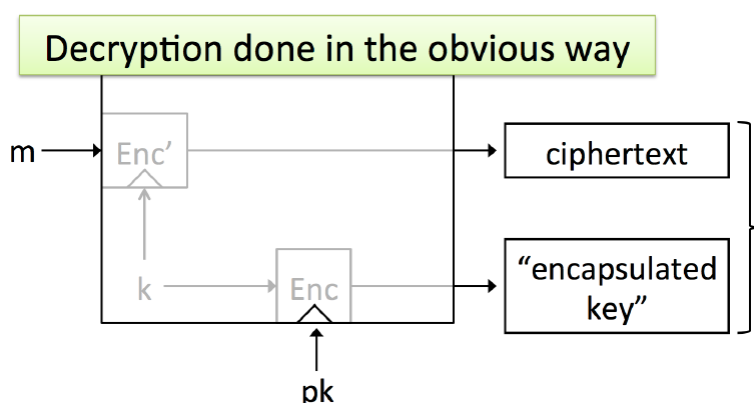 Decryption done in the obvious way
m
Enc’
ciphertext
k
Enc
“encapsulated
key”
pk